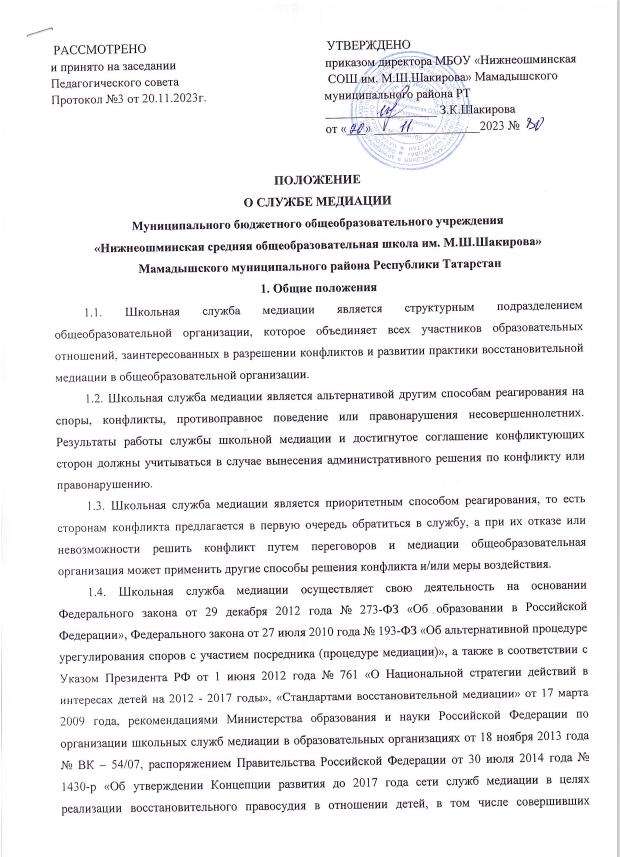 РАССМОТРЕНО
и принято на заседании
Педагогического совета
Протокол №3 от 20.11.2023г.
УТВЕРЖДЕНО
приказом директора МБОУ «Нижнеошминская
СОШ им. М.Ш.Шакирова» Мамадышского
муниципального района РТ
З.К.Шакирова
от « 20 » 11 2023 №
ПОЛОЖЕНИЕ
О СЛУЖБЕ МЕДИАЦИИ
Муниципального бюджетного общеобразовательного учреждения
«Нижнеошминская средняя общеобразовательная школа им. М.Ш.Шакирова»
Мамадышского муниципального района Республики Татарстан
1. Общие положения
1.1. Школьная служба медиации является структурным подразделением
общеобразовательной организации, которое объединяет всех участников образовательных
отношений, заинтересованных в разрешении конфликтов и развитии практики восстановительной
медиации в общеобразовательной организации.
1.2. Школьная служба медиации является альтернативой другим способам реагирования на
споры, конфликты, противоправное поведение или правонарушения несовершеннолетних.
Результаты работы службы школьной медиации и достигнутое соглашение конфликтующих
сторон должны учитываться в случае вынесения административного решения по конфликту или
правонарушению.
1.3. Школьная служба медиации является приоритетным способом реагирования, то есть
сторонам конфликта предлагается в первую очередь обратиться в службу, а при их отказе или
невозможности решить конфликт путем переговоров и медиации общеобразовательная
организация может применить другие способы решения конфликта и/или меры воздействия.
1.4. Школьная служба медиации осуществляет свою деятельность на основании
Федерального закона от 29 декабря 2012 года № 273-ФЗ «Об образовании в Российской
Федерации», Федерального закона от 27 июля 2010 года № 193-ФЗ «Об альтернативной процедуре
урегулирования споров с участием посредника (процедуре медиации)», а также в соответствии с
Указом Президента РФ от 1 июня 2012 года № 761 «О Национальной стратегии действий в
интересах детей на 2012 - 2017 годы», «Стандартами восстановительной медиации» от 17 марта
2009 года, рекомендациями Министерства образования и науки Российской Федерации по
организации школьных служб медиации в образовательных организациях от 18 ноября 2013 года
№ ВК – 54/07, распоряжением Правительства Российской Федерации от 30 июля 2014 года №
1430-р «Об утверждении Концепции развития до 2017 года сети служб медиации в целях
реализации восстановительного правосудия в отношении детей, в том числе совершивших